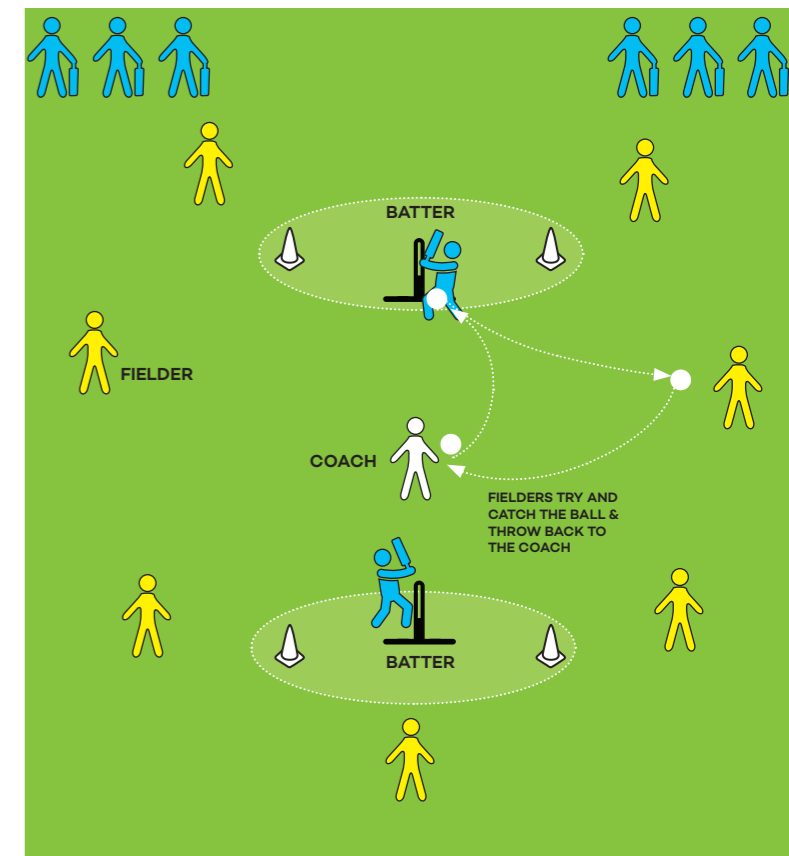 BATTER
FIELDER
COACH
FIELDERS TRY AND
CATCH THE BALL &
THROW BACK TO
THE COACH
BATTER